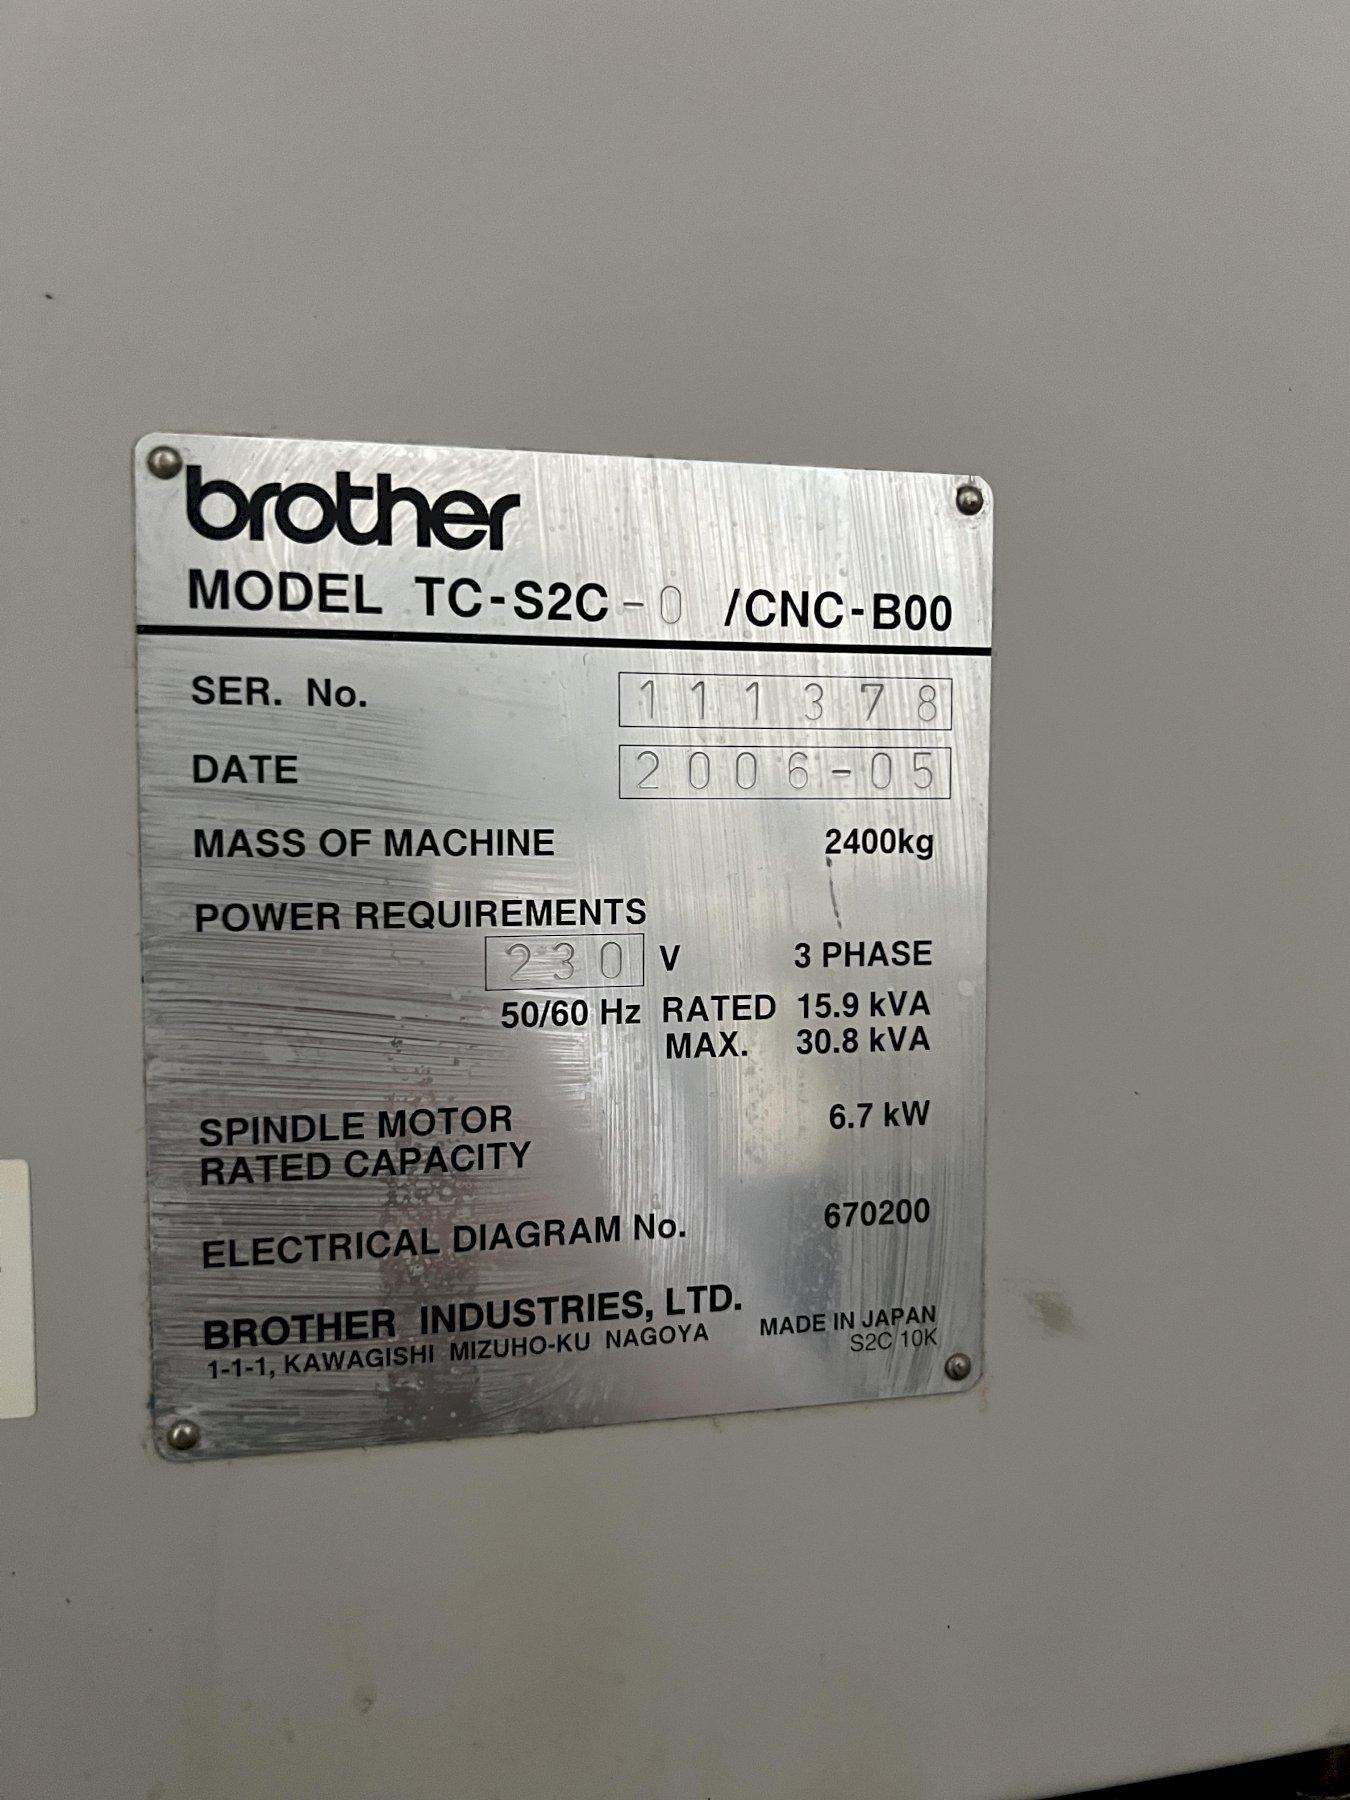 brother
MODEL TC-S2C-0 /CNC-B00
SER. No. 111378
DATE 2006-05
MASS OF MACHINE 2400kg
POWER REQUIREMENTS
230 V 3 PHASE
50/60 Hz RATED 15.9 kVA
MAX. 30.8 kVA
SPINDLE MOTOR 6.7 kW
RATED CAPACITY
ELECTRICAL DIAGRAM No. 670200
BROTHER INDUSTRIES, LTD.
1-1-1, KAWAGISHI MIZUHO-KU NAGOYA
MADE IN JAPAN
S2C 10K